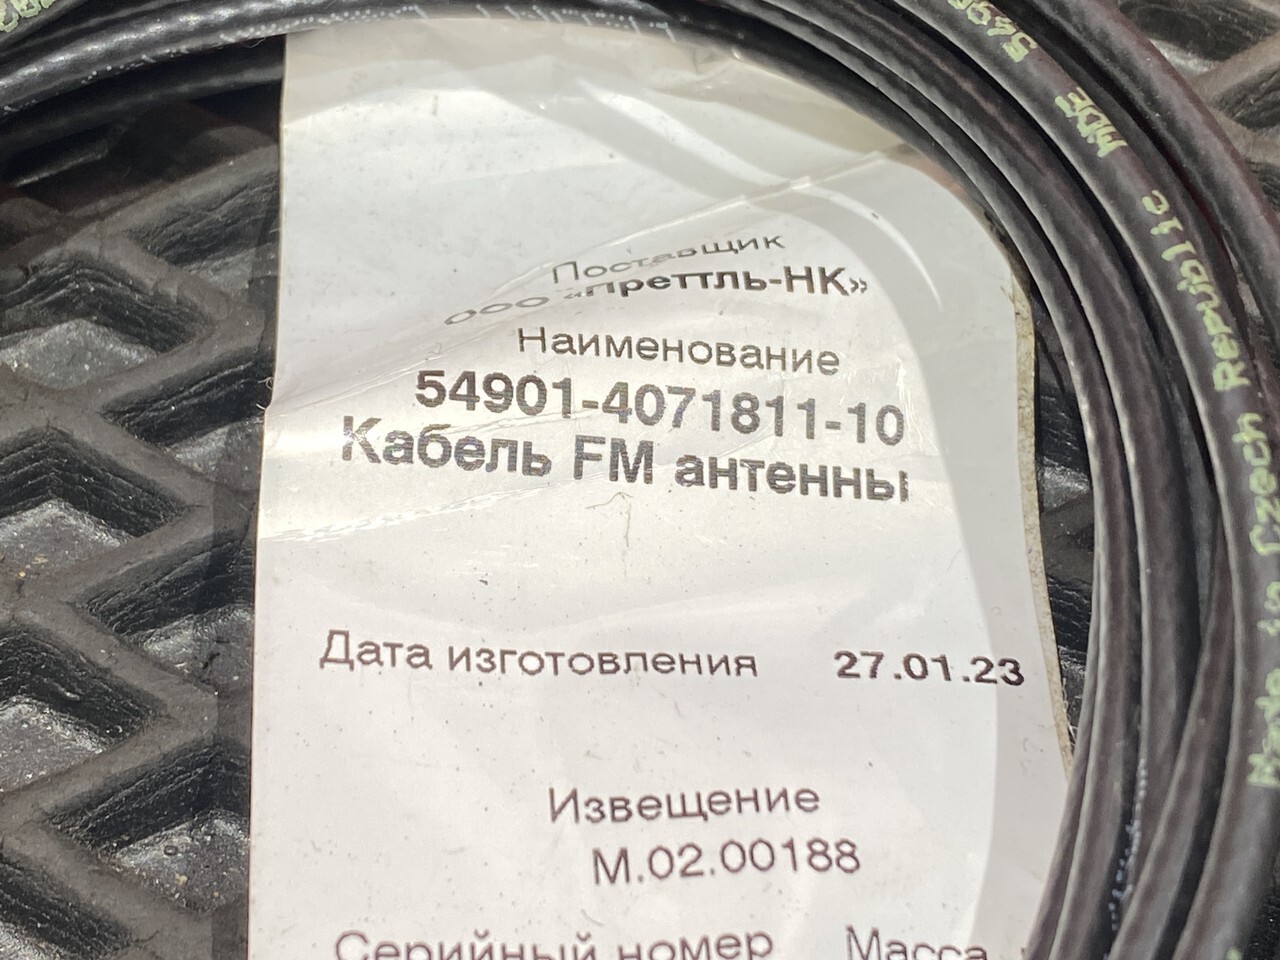 Поставщик
ООО «Преттль-НК»
Наименование
54901-4071811-10
Кабель FM антенны
Дата изготовления 27.01.23
Извещение
М.02.00188
Серийный номер Масса
Made in Czech Republic